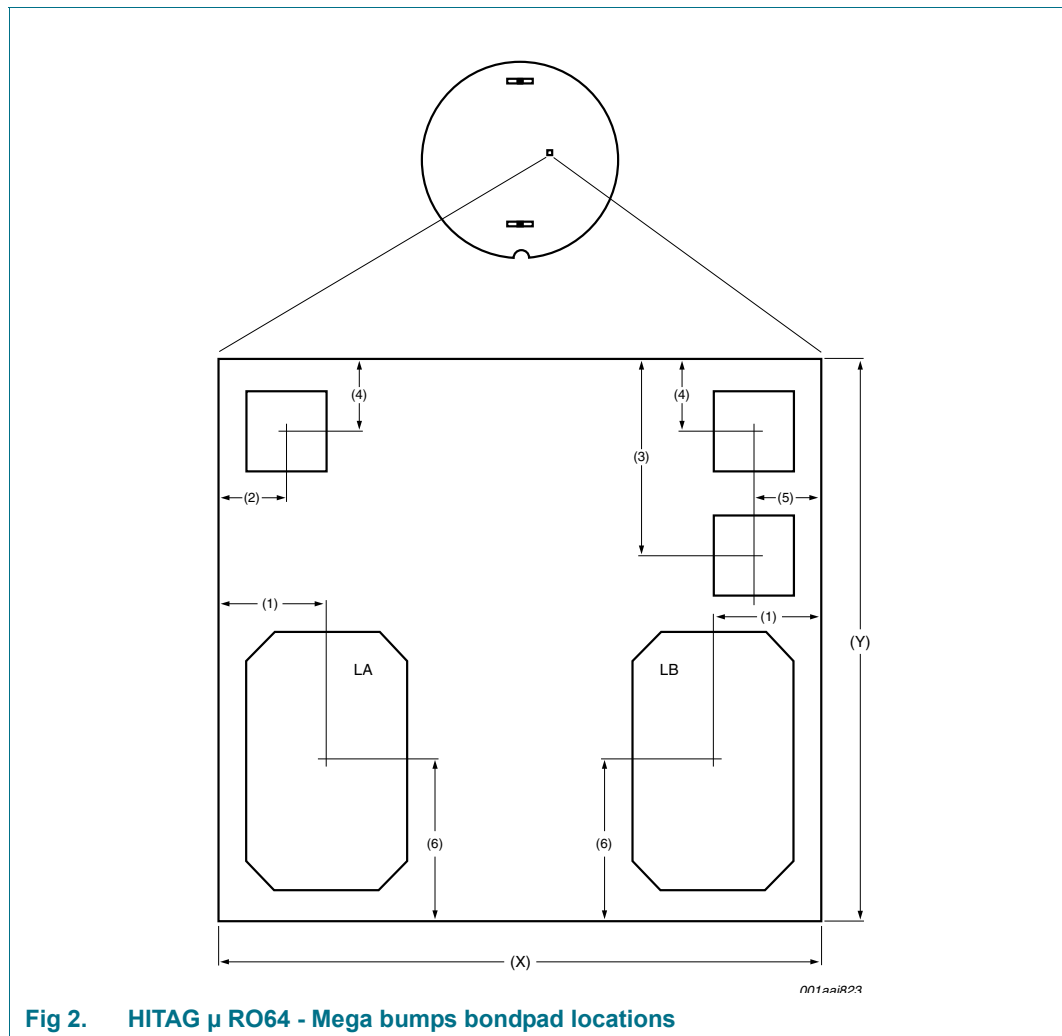 (4)
(4)
(3)
(2)
(5)
(1)
(1)
(Y)
LA
LB
(6)
(6)
(X)
001aaj823
Fig 2. HITAG µ RO64 - Mega bumps bondpad locations